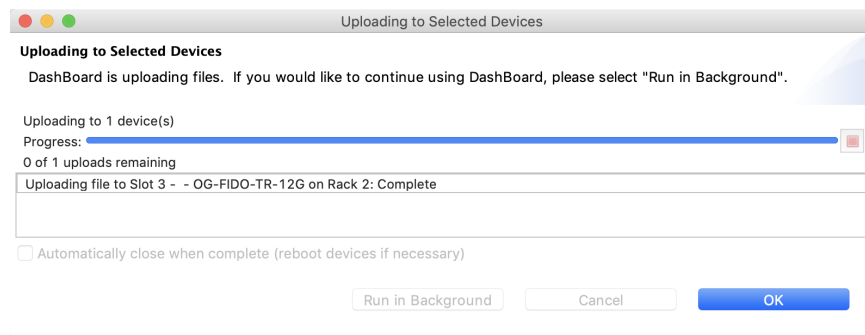 Uploading to Selected Devices
Uploading to Selected Devices
DashBoard is uploading files.  If you would like to continue using DashBoard, please select "Run in Background".
Uploading to 1 device(s)
Progress:
0 of 1 uploads remaining
Uploading file to Slot 3 -  - OG-FIDO-TR-12G on Rack 2: Complete
Automatically close when complete (reboot devices if necessary)
Run in Background Cancel OK